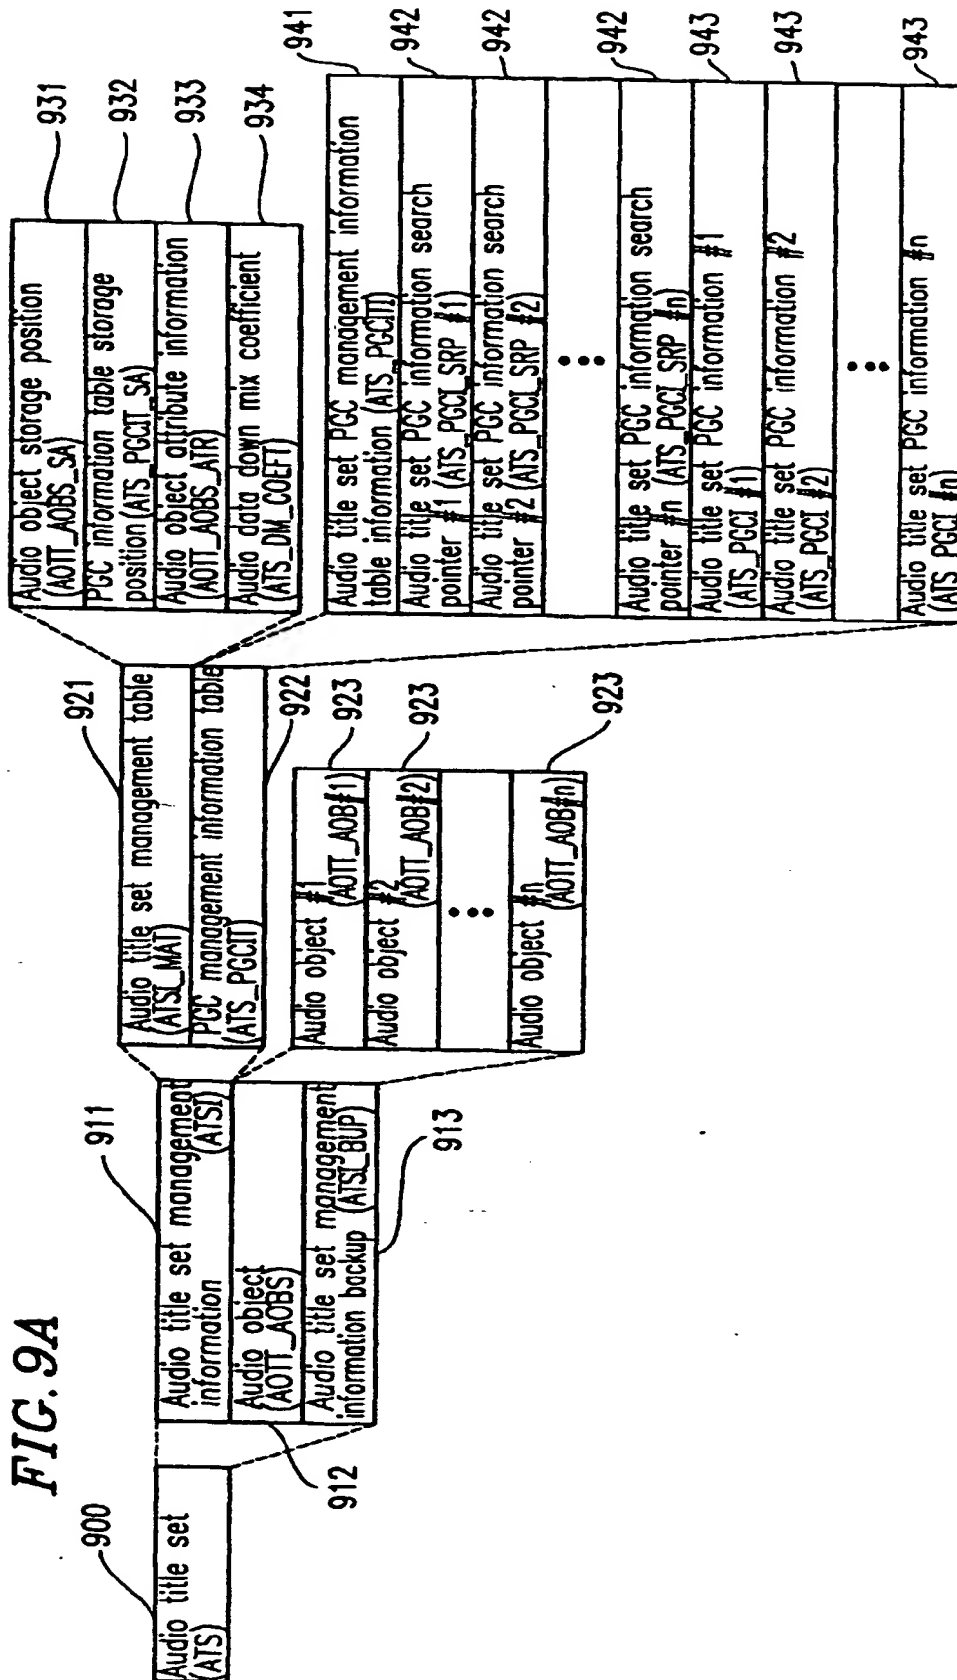 FIG. 9A
900
Audio title set
(ATS)
911
Audio title set management
information (ATSI)
Audio object
(AOTT_AOBS)
Audio title set management
information backup (ATSI_BUP)
912
913
921
Audio title set management table
(ATSI_MAT)
PGC management information table
(ATS_PGCIT)
922
Audio object #1
(AOTT_AOB#1)
923
Audio object #2
(AOTT_AOB#2)
923
Audio object #n
(AOTT_AOB#n)
923
Audio object storage position
(AOTT_AOBS_SA)
931
PGC information table storage
position (ATS_PGCIT_SA)
932
Audio object attribute information
(AOTT_AOBS_ATR)
933
Audio data down mix coefficient
(ATS_DM_COEFT)
934
Audio title set PGC management information
table information (ATS_PGCITI)
941
Audio title set PGC information search
pointer #1 (ATS_PGCI_SRP #1)
942
Audio title set PGC information search
pointer #2 (ATS_PGCI_SRP #2)
942
Audio title set PGC information search
pointer #n (ATS_PGCI_SRP #n)
942
Audio title set PGC information #1
(ATS_PGCI #1)
943
Audio title set PGC information #2
(ATS_PGCI #2)
943
Audio title set PGC information #n
(ATS_PGCI #n)
943